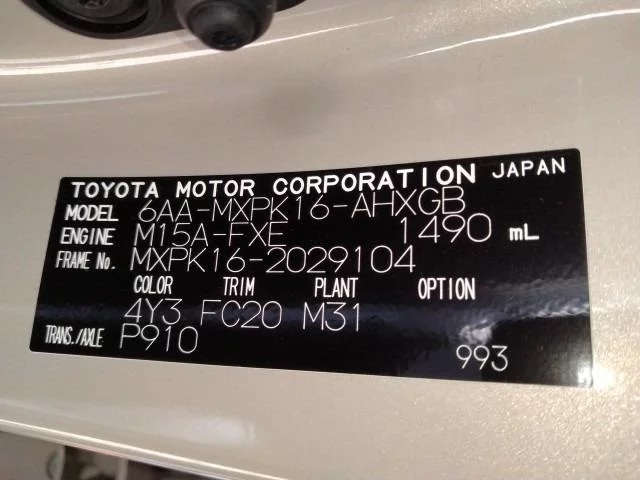 TOYOTA MOTOR CORPORATION JAPAN
MODEL 6AA-MXPK16-AHXGB
ENGINE M15A-FXE 1490 mL
FRAME No. MXPK16-2029104
COLOR TRIM PLANT OPTION
4Y3 FC20 M31
TRANS./AXLE P910
993